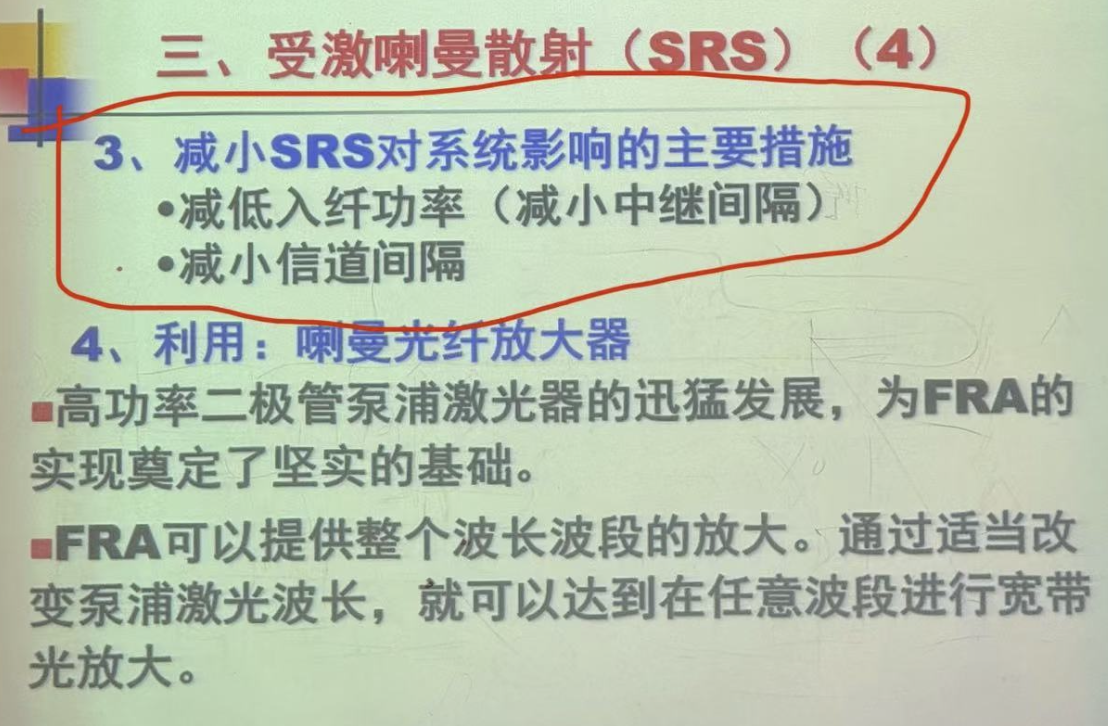 三、受激喇曼散射（SRS）（4）
3、减小SRS对系统影响的主要措施
•减低入纤功率（减小中继间隔）
•减小信道间隔
4、利用：喇曼光纤放大器
■高功率二极管泵浦激光器的迅猛发展，为FRA的
实现奠定了坚实的基础。
■FRA可以提供整个波长波段的放大。通过适当改
变泵浦激光波长，就可以达到在任意波段进行宽带
光放大。